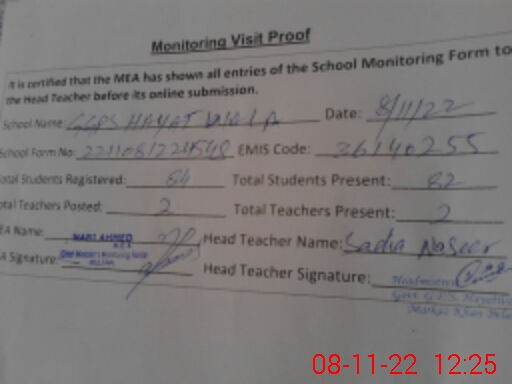 Monitoring Visit Proof
It is certified that the MEA has shown all entries of the School Monitoring Form to
the Head Teacher before its online submission.
School Name: GGPS HAYAT WALA Date: 8/11/22
School Form No: EMIS Code: 36140255
Total Students Registered: 84 Total Students Present: 82
Total Teachers Posted: 2 Total Teachers Present: 2
EA Name: NABI AHMED Head Teacher Name: Sadia Naseer
A Signature: Head Teacher Signature:
08-11-22 12:25